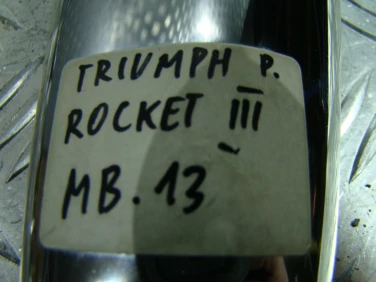 TRIUMPH P.
ROCKET III
MB. 13